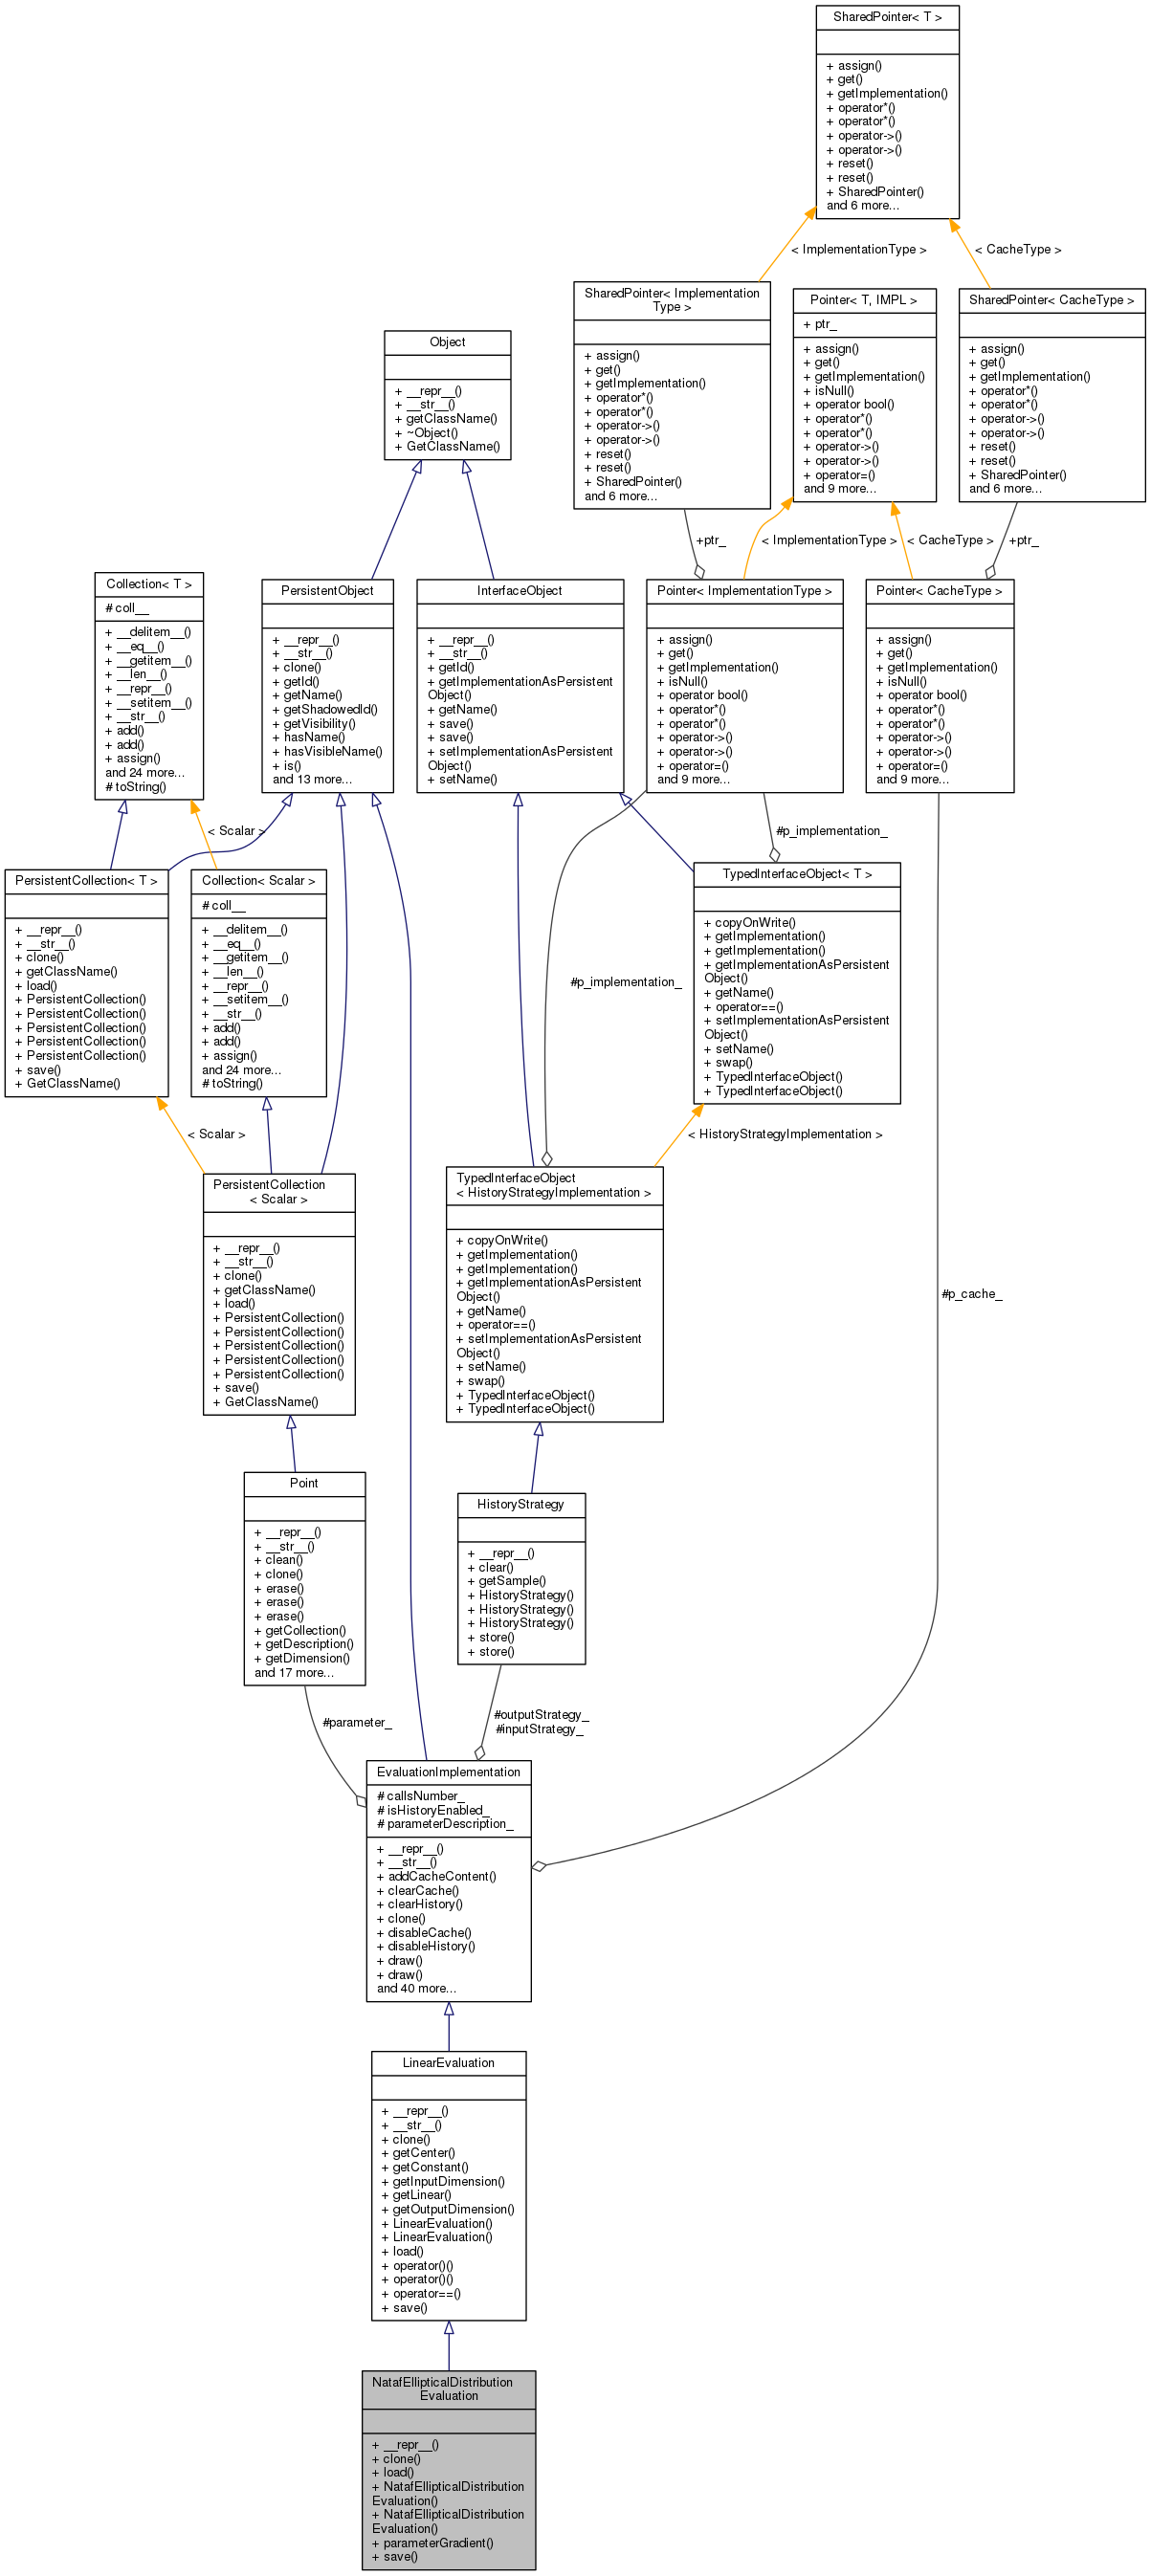 SharedPointer< T >
+ assign()
+ get()
+ getImplementation()
+ operator*()
+ operator*()
+ operator->()
+ operator->()
+ reset()
+ reset()
+ SharedPointer()
and 6 more...
< ImplementationType >
< CacheType >
SharedPointer< Implementation
Type >
+ assign()
+ get()
+ getImplementation()
+ operator*()
+ operator*()
+ operator->()
+ operator->()
+ reset()
+ reset()
+ SharedPointer()
and 6 more...
Pointer< T, IMPL >
+ ptr_
+ assign()
+ get()
+ getImplementation()
+ isNull()
+ operator bool()
+ operator*()
+ operator*()
+ operator->()
+ operator->()
+ operator=()
and 9 more...
SharedPointer< CacheType >
+ assign()
+ get()
+ getImplementation()
+ operator*()
+ operator*()
+ operator->()
+ operator->()
+ reset()
+ reset()
+ SharedPointer()
and 6 more...
Object
+ __repr__()
+ __str__()
+ getClassName()
+ ~Object()
+ GetClassName()
+ptr_
< ImplementationType >
< CacheType >
+ptr_
Collection< T >
# coll__
+ __delitem__()
+ __eq__()
+ __getitem__()
+ __len__()
+ __repr__()
+ __setitem__()
+ __str__()
+ add()
+ add()
+ assign()
and 24 more...
# toString()
PersistentObject
+ __repr__()
+ __str__()
+ clone()
+ getId()
+ getName()
+ getShadowedId()
+ getVisibility()
+ hasName()
+ hasVisibleName()
+ is()
and 13 more...
InterfaceObject
+ __repr__()
+ __str__()
+ getId()
+ getImplementationAsPersistent
Object()
+ getName()
+ save()
+ save()
+ setImplementationAsPersistent
Object()
+ setName()
Pointer< ImplementationType >
+ assign()
+ get()
+ getImplementation()
+ isNull()
+ operator bool()
+ operator*()
+ operator*()
+ operator->()
+ operator->()
+ operator=()
and 9 more...
Pointer< CacheType >
+ assign()
+ get()
+ getImplementation()
+ isNull()
+ operator bool()
+ operator*()
+ operator*()
+ operator->()
+ operator->()
+ operator=()
and 9 more...
< Scalar >
#p_implementation_
PersistentCollection< T >
+ __repr__()
+ __str__()
+ clone()
+ getClassName()
+ load()
+ PersistentCollection()
+ PersistentCollection()
+ PersistentCollection()
+ PersistentCollection()
+ PersistentCollection()
+ save()
+ GetClassName()
Collection< Scalar >
# coll__
+ __delitem__()
+ __eq__()
+ __getitem__()
+ __len__()
+ __repr__()
+ __setitem__()
+ __str__()
+ add()
+ add()
+ assign()
and 24 more...
# toString()
#p_implementation_
TypedInterfaceObject< T >
+ copyOnWrite()
+ getImplementation()
+ getImplementation()
+ getImplementationAsPersistent
Object()
+ getName()
+ operator==()
+ setImplementationAsPersistent
Object()
+ setName()
+ swap()
+ TypedInterfaceObject()
+ TypedInterfaceObject()
< Scalar >
< HistoryStrategyImplementation >
PersistentCollection
< Scalar >
+ __repr__()
+ __str__()
+ clone()
+ getClassName()
+ load()
+ PersistentCollection()
+ PersistentCollection()
+ PersistentCollection()
+ PersistentCollection()
+ PersistentCollection()
+ save()
+ GetClassName()
TypedInterfaceObject
< HistoryStrategyImplementation >
+ copyOnWrite()
+ getImplementation()
+ getImplementation()
+ getImplementationAsPersistent
Object()
+ getName()
+ operator==()
+ setImplementationAsPersistent
Object()
+ setName()
+ swap()
+ TypedInterfaceObject()
+ TypedInterfaceObject()
#p_cache_
Point
+ __repr__()
+ __str__()
+ clean()
+ clone()
+ erase()
+ erase()
+ erase()
+ getCollection()
+ getDescription()
+ getDimension()
and 17 more...
HistoryStrategy
+ __repr__()
+ clear()
+ getSample()
+ HistoryStrategy()
+ HistoryStrategy()
+ HistoryStrategy()
+ store()
+ store()
#parameter_
#outputStrategy_
#inputStrategy_
EvaluationImplementation
# callsNumber_
# isHistoryEnabled_
# parameterDescription_
+ __repr__()
+ __str__()
+ addCacheContent()
+ clearCache()
+ clearHistory()
+ clone()
+ disableCache()
+ disableHistory()
+ draw()
+ draw()
and 40 more...
LinearEvaluation
+ __repr__()
+ __str__()
+ clone()
+ getCenter()
+ getConstant()
+ getInputDimension()
+ getLinear()
+ getOutputDimension()
+ LinearEvaluation()
+ LinearEvaluation()
+ load()
+ operator()()
+ operator()()
+ operator==()
+ save()
NatafEllipticalDistribution
Evaluation
+ __repr__()
+ clone()
+ load()
+ NatafEllipticalDistribution
Evaluation()
+ NatafEllipticalDistribution
Evaluation()
+ parameterGradient()
+ save()